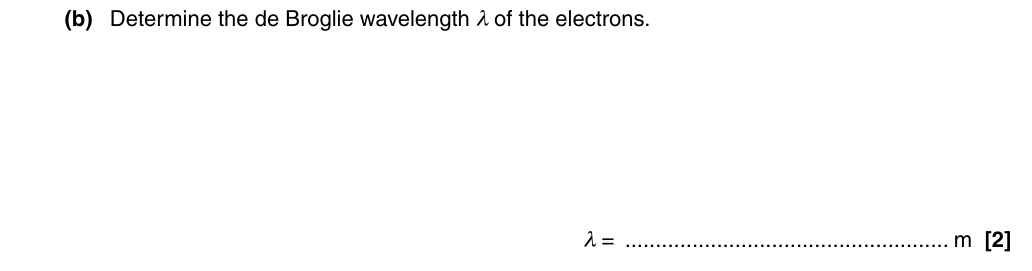 (b) Determine the de Broglie wavelength λ of the electrons.
λ = ..................................................... m [2]